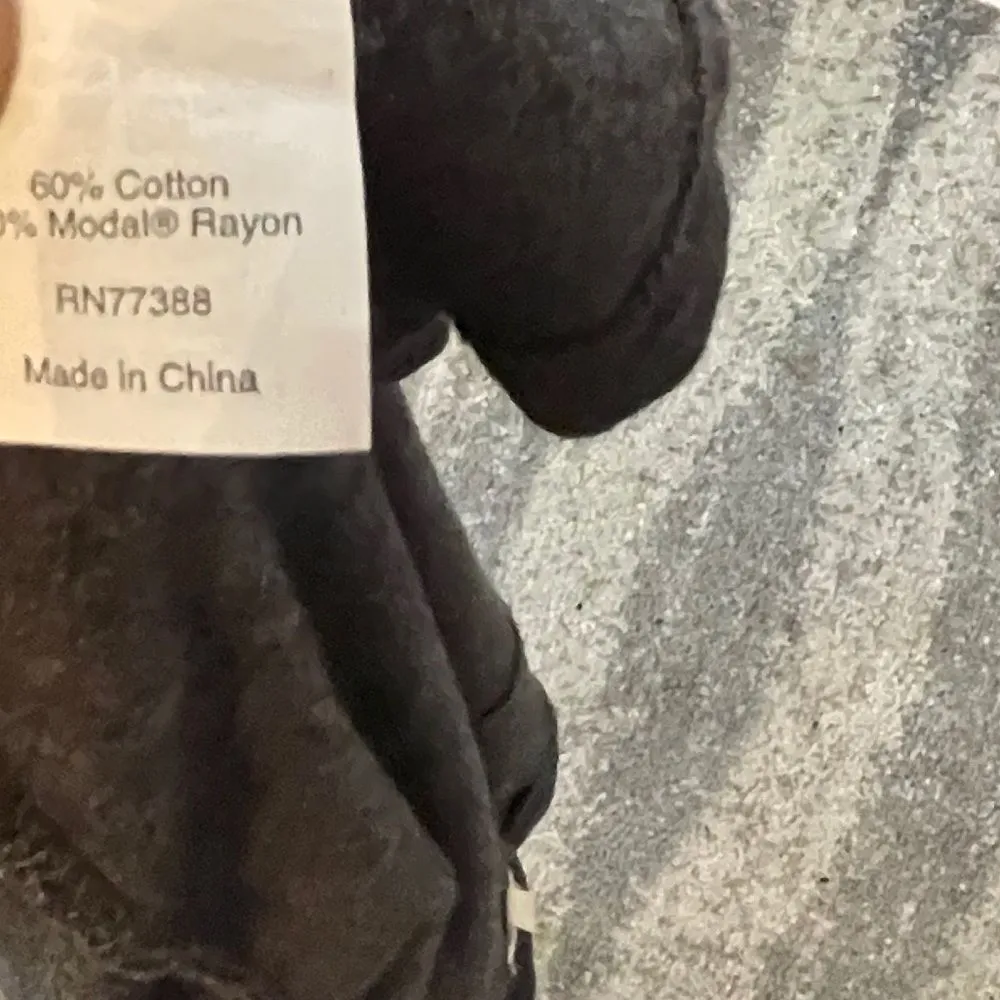 60% Cotton
0% Modal® Rayon
RN77388
Made in China